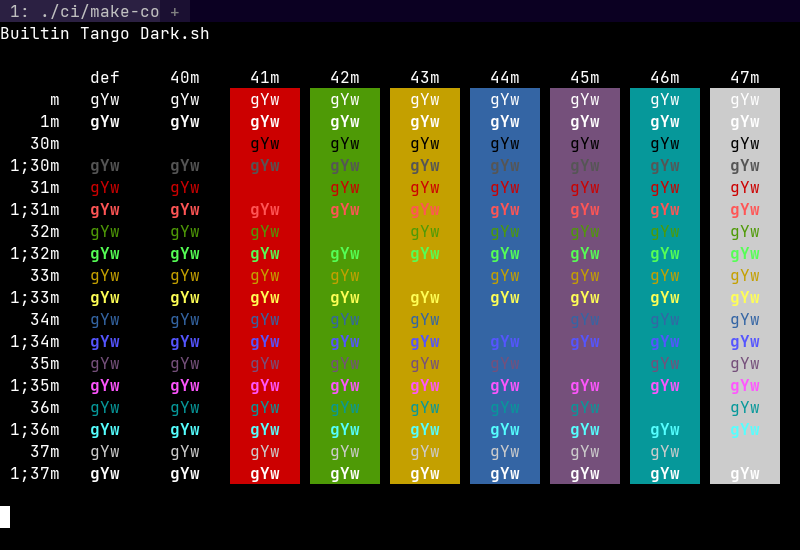 1: ./ci/make-co +
Builtin Tango Dark.sh
def 40m 41m 42m 43m 44m 45m 46m 47m
m gYw gYw gYw gYw gYw gYw gYw gYw gYw
1m gYw gYw gYw gYw gYw gYw gYw gYw gYw
30m gYw gYw gYw gYw gYw gYw gYw
1;30m gYw gYw gYw gYw gYw gYw gYw gYw gYw
31m gYw gYw gYw gYw gYw gYw gYw gYw
1;31m gYw gYw gYw gYw gYw gYw gYw gYw gYw
32m gYw gYw gYw gYw gYw gYw gYw gYw
1;32m gYw gYw gYw gYw gYw gYw gYw gYw gYw
33m gYw gYw gYw gYw gYw gYw gYw gYw
1;33m gYw gYw gYw gYw gYw gYw gYw gYw gYw
34m gYw gYw gYw gYw gYw gYw gYw gYw
1;34m gYw gYw gYw gYw gYw gYw gYw gYw gYw
35m gYw gYw gYw gYw gYw gYw gYw gYw
1;35m gYw gYw gYw gYw gYw gYw gYw gYw gYw
36m gYw gYw gYw gYw gYw gYw gYw gYw
1;36m gYw gYw gYw gYw gYw gYw gYw gYw gYw
37m gYw gYw gYw gYw gYw gYw gYw gYw
1;37m gYw gYw gYw gYw gYw gYw gYw gYw gYw